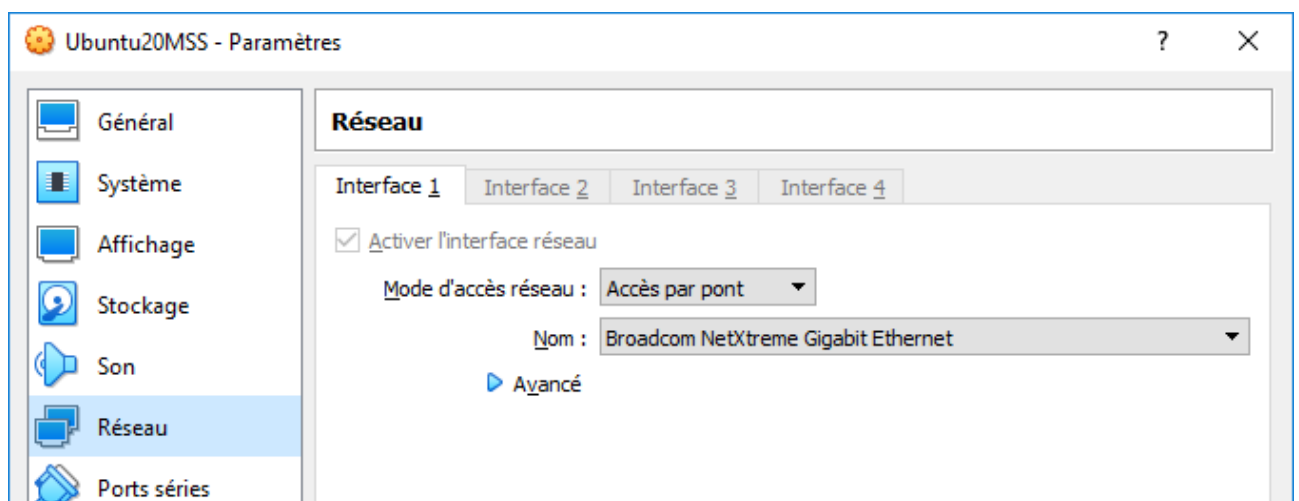 Ubuntu20MSS - Paramètres ?
Général
Système
Affichage
Stockage
Son
Réseau
Ports séries
Réseau
Interface 1 Interface 2 Interface 3 Interface 4
Activer l'interface réseau
Mode d'accès réseau : Accès par pont
Nom : Broadcom NetXtreme Gigabit Ethernet
Avancé